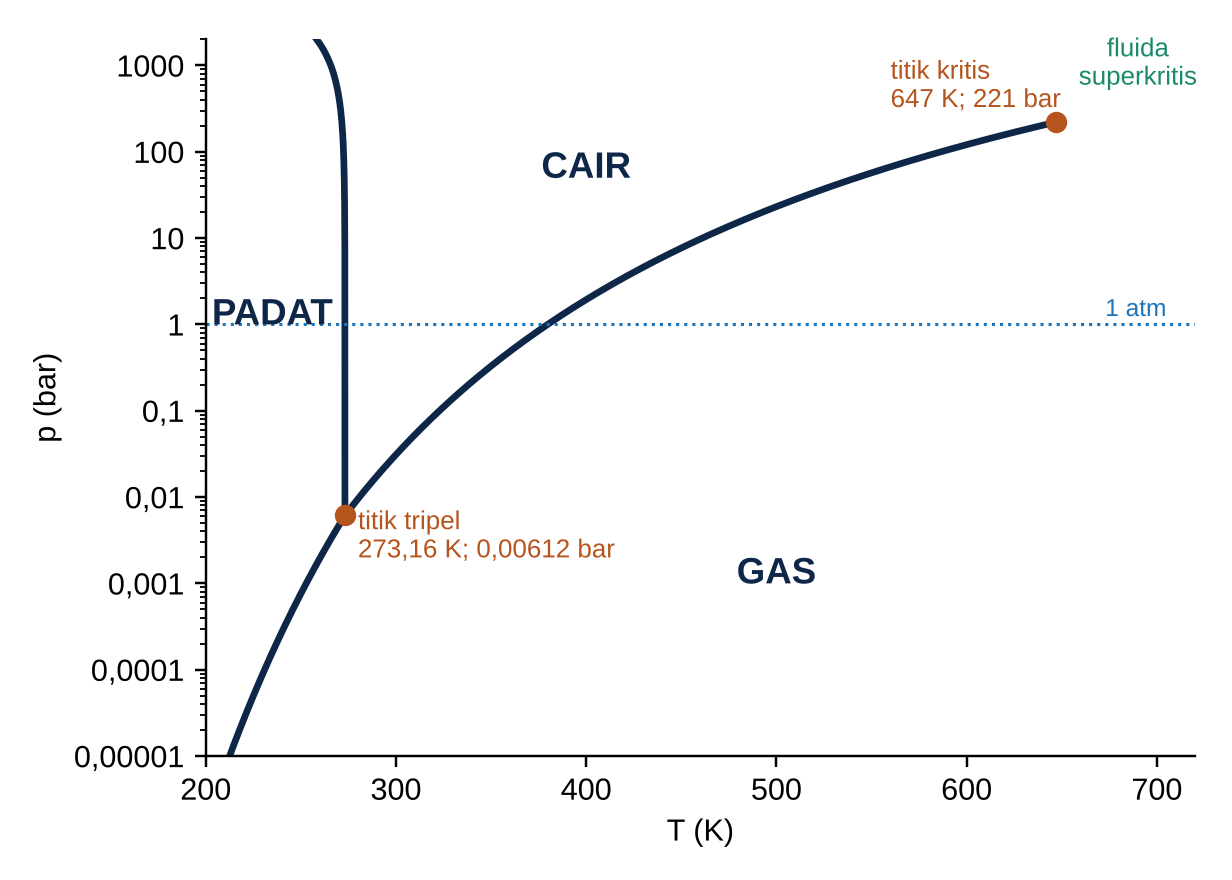 fluida
superkritis
titik kritis
647 K; 221 bar
CAIR
PADAT
1 atm
titik tripel
273,16 K; 0,00612 bar
GAS
p (bar)
1000
100
10
1
0,1
0,01
0,001
0,0001
0,00001
200
300
400
500
600
700
T (K)